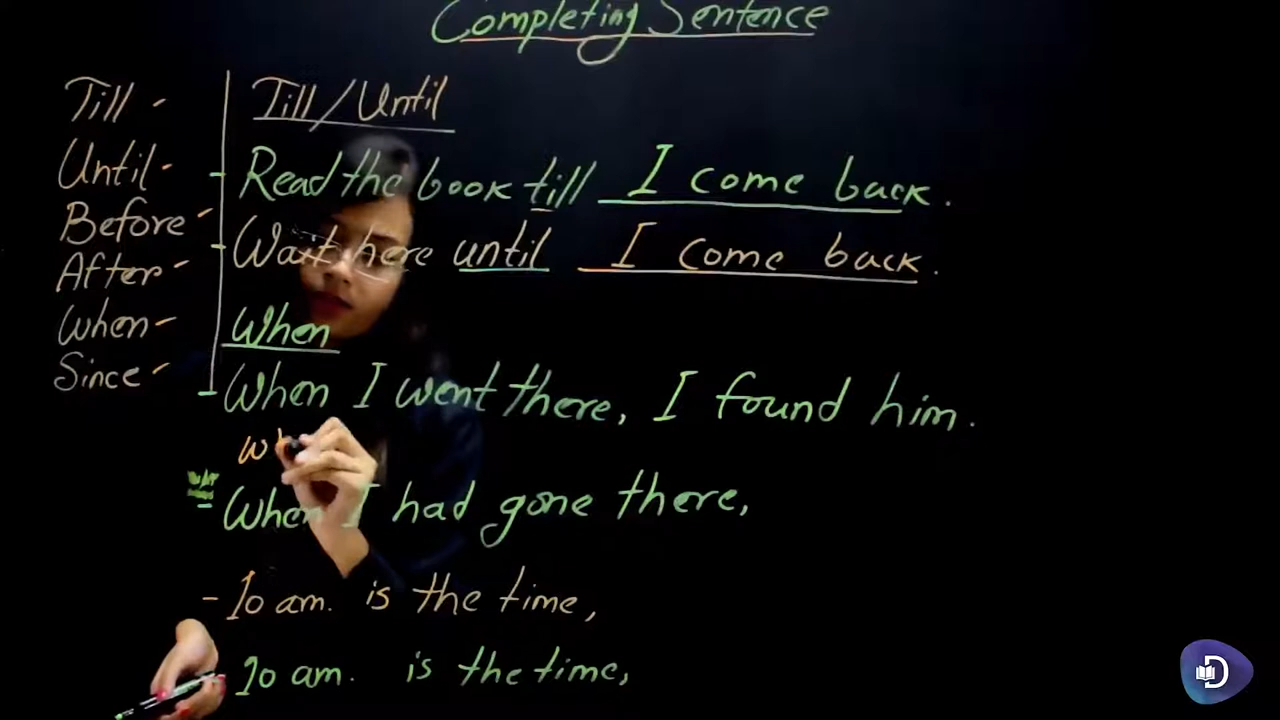 Completing Sentence
Till -
Until -
Before -
After -
When -
Since -
Till/Until
- Read the book till I come back.
- Wait here until I come back.
When
- When I went there, I found him.
wh
- When I had gone there,
- 10 am. is the time,
- 10 am. is the time,
D